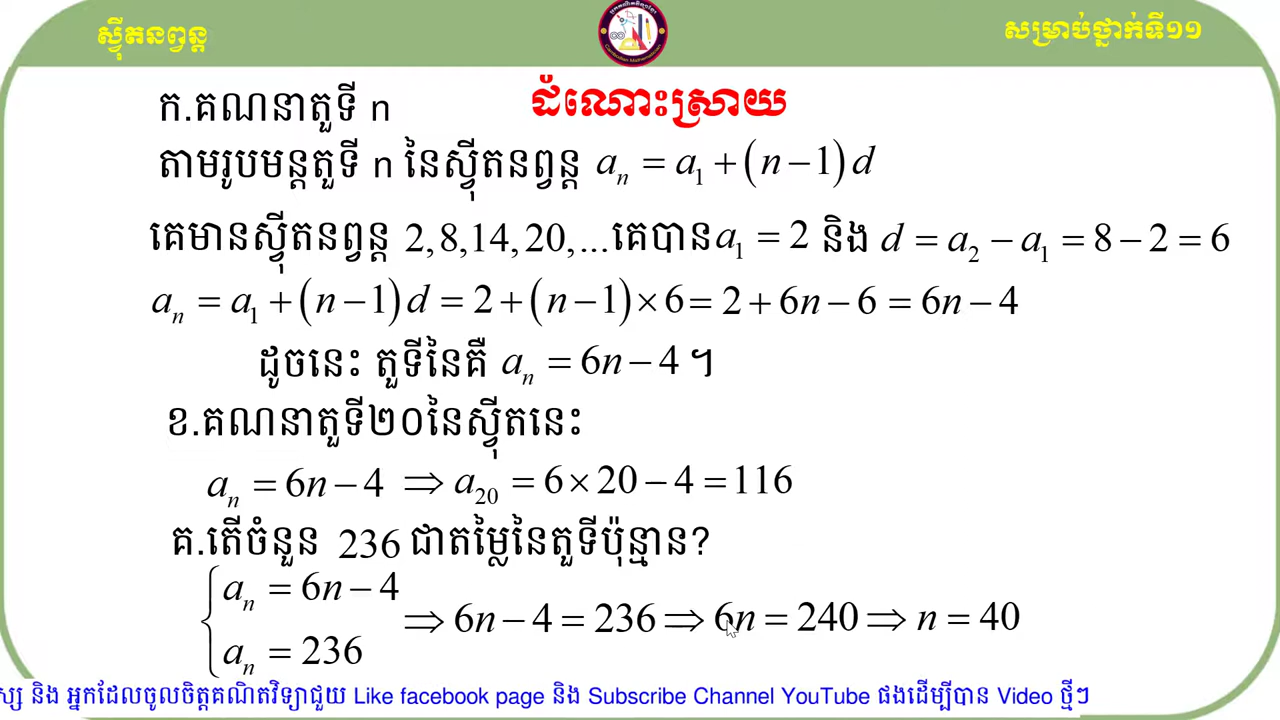 ស្វ៊ីតនព្វន្ត
សម្រាប់ថ្នាក់ទី១១
ដំណោះស្រាយ
ក.គណនាតួទី n
តាមរូបមន្តតួទី n នៃស្វ៊ីតនព្វន្ត aₙ = a₁ + (n − 1) d
គេមានស្វ៊ីតនព្វន្ត 2, 8, 14, 20, ... គេបាន a₁ = 2 និង d = a₂ − a₁ = 8 − 2 = 6
aₙ = a₁ + (n − 1) d = 2 + (n − 1) × 6 = 2 + 6n − 6 = 6n − 4
ដូចនេះ តួទីនៃគឺ aₙ = 6n − 4 ។
ខ.គណនាតួទី២០នៃស្វ៊ីតនេះ
aₙ = 6n − 4 ⇒ a₂₀ = 6 × 20 − 4 = 116
គ.តើចំនួន 236 ជាតម្លៃនៃតួទីប៉ុន្មាន?
{ aₙ = 6n − 4
aₙ = 236
⇒ 6n − 4 = 236 ⇒ 6n = 240 ⇒ n = 40
ស្ស និង អ្នកដែលចូលចិត្តគណិតវិទ្យាជួយ Like facebook page និង Subscribe Channel YouTube ផងដើម្បីបាន Video ថ្មីៗ